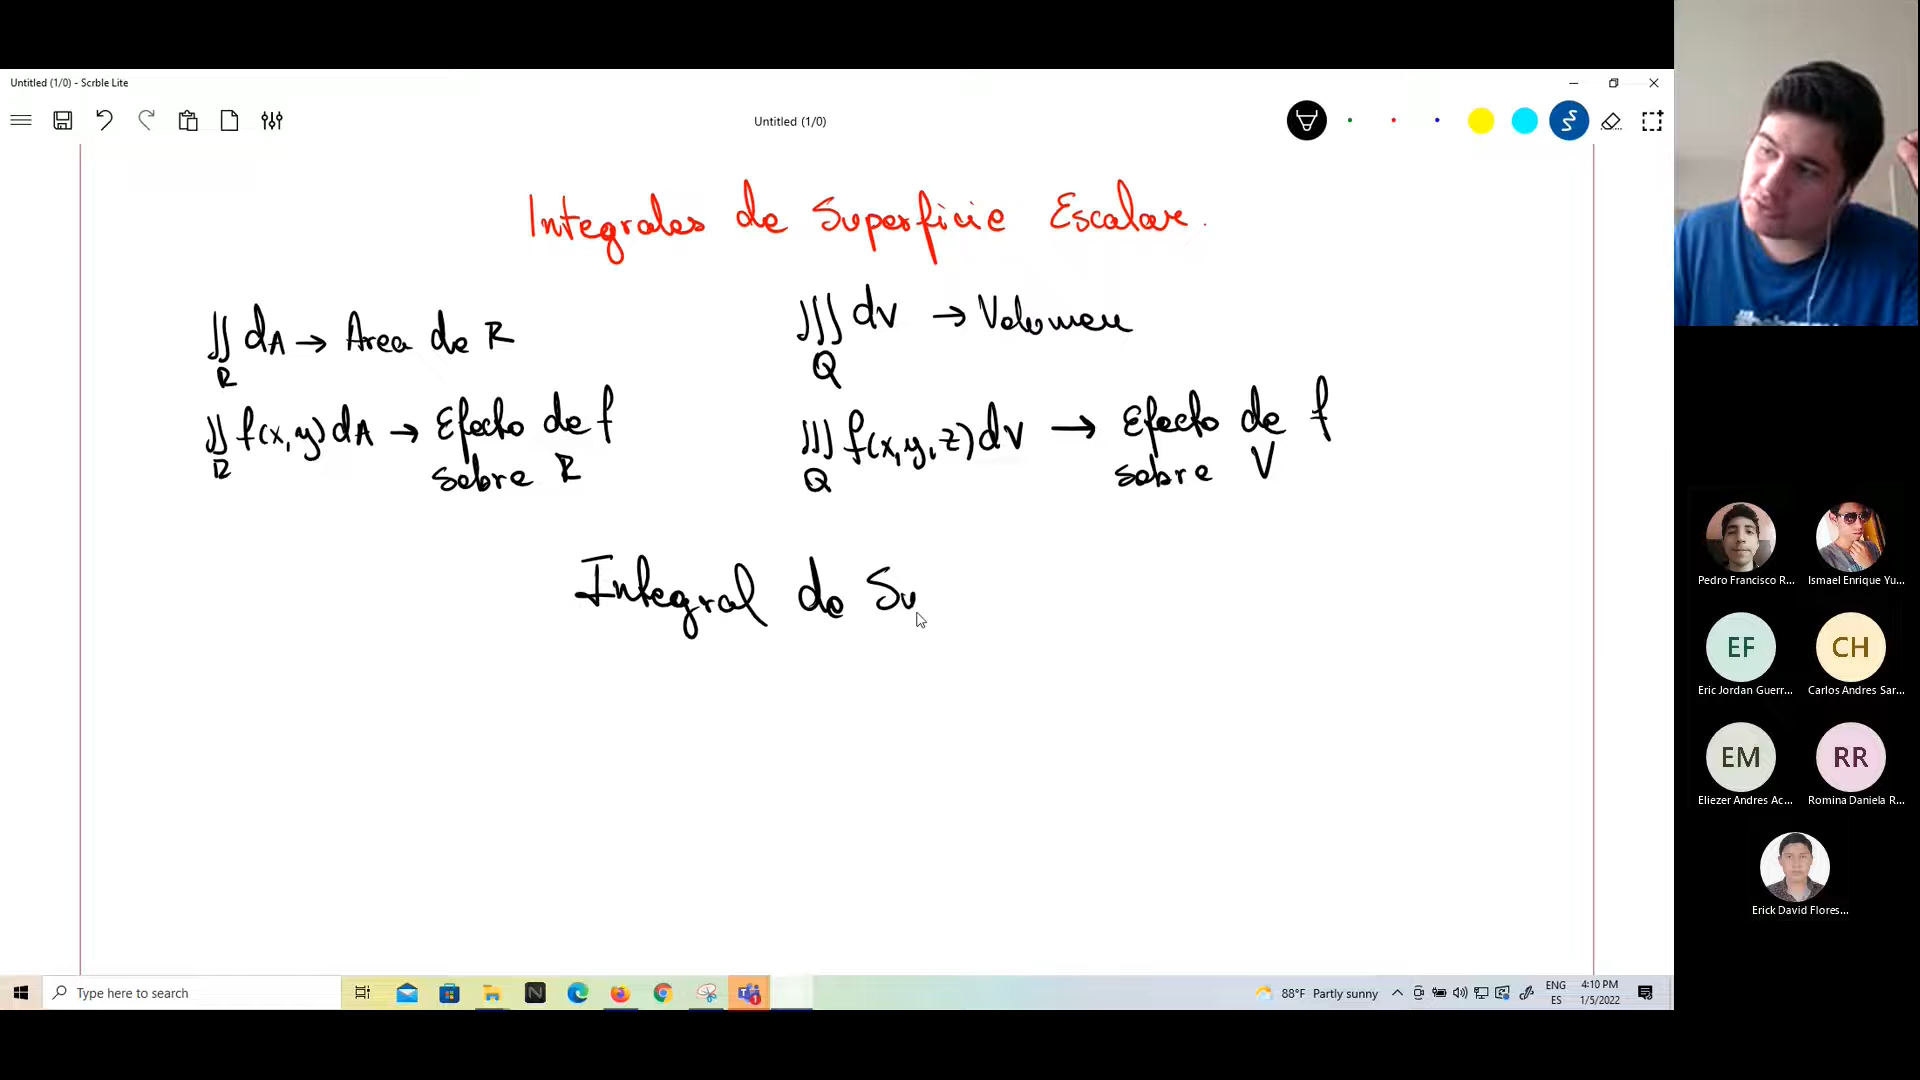 Untitled (1/0) - Scrble Lite
Untitled (1/0)
Integrales de Superficie Escalar.
∬ dA → Area de R
R
∭ dV → Volumen
Q
∬ f(x,y) dA → Efecto de f
R sobre R
∭ f(x,y,z) dV → Efecto de f
Q sobre V
Integral de Su
Pedro Francisco R...
Ismael Enrique Yu...
EF
CH
Eric Jordan Guerr...
Carlos Andres Sar...
EM
RR
Eliezer Andres Ac...
Romina Daniela R...
Erick David Flores...
Type here to search
88°F Partly sunny
ENG
ES
4:10 PM
1/5/2022